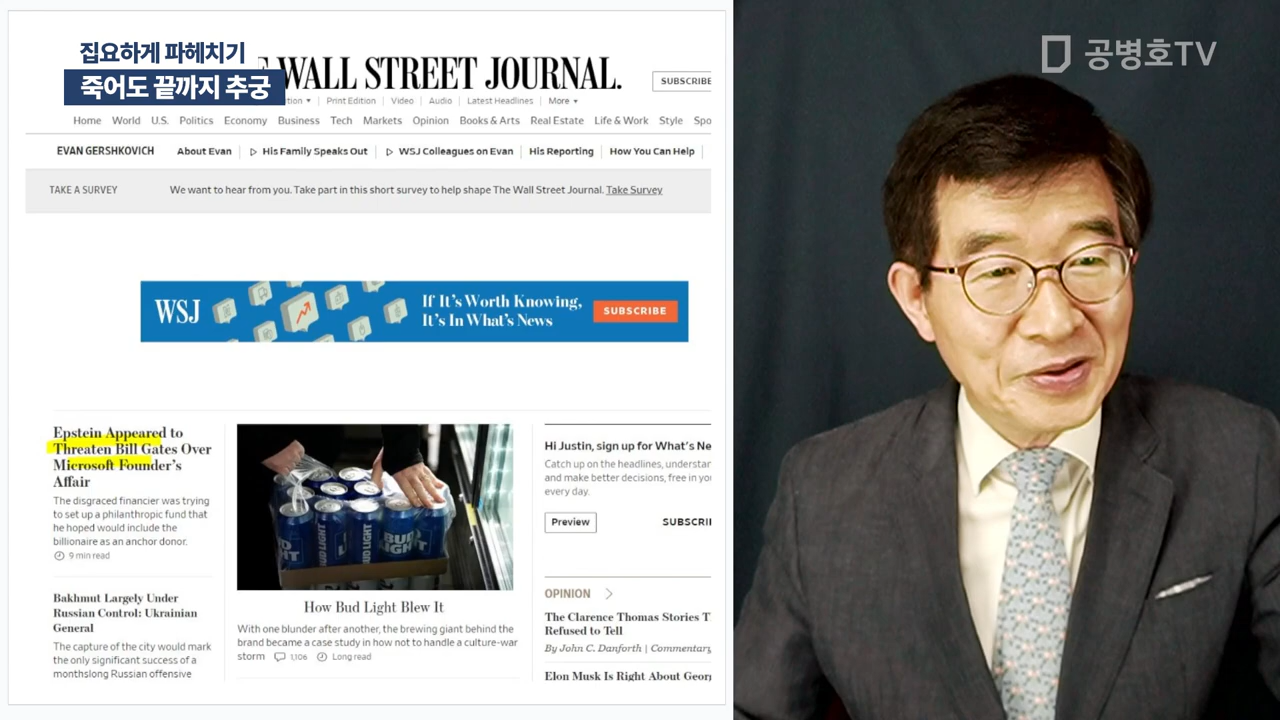 집요하게 파헤치기
죽어도 끝까지 추궁
WALL STREET JOURNAL.
SUBSCRIBE
Print Edition | Video | Audio | Latest Headlines | More
Home World U.S. Politics Economy Business Tech Markets Opinion Books & Arts Real Estate Life & Work Style
EVAN GERSHKOVICH About Evan His Family Speaks Out WSJ Colleagues on Evan His Reporting How You Can Help
TAKE A SURVEY We want to hear from you. Take part in this short survey to help shape The Wall Street Journal. Take Survey
WSJ
If It's Worth Knowing,
It's In What's News
SUBSCRIBE
Epstein Appeared to
Threaten Bill Gates Over
Microsoft Founder's
Affair
The disgraced financier was trying
to set up a philanthropic fund that
he hoped would include the
billionaire as an anchor donor.
9 min read
Bakhmut Largely Under
Russian Control: Ukrainian
General
The capture of the city would mark
the only significant success of a
monthslong Russian offensive
BUD LIGHT
BUD
LIGHT
How Bud Light Blew It
With one blunder after another, the brewing giant behind the
brand became a case study in how not to handle a culture-war
storm 1,106 Long read
Hi Justin, sign up for What's Ne
Catch up on the headlines, understan
and make better decisions, free in you
every day.
Preview SUBSCRI
OPINION
The Clarence Thomas Stories T
Refused to Tell
By John C. Danforth | Commentary
Elon Musk Is Right About Geor
공병호TV